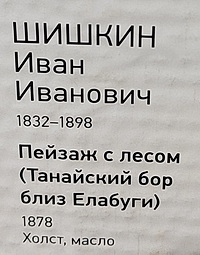 ШИШКИН
Иван
Иванович
1832–1898
Пейзаж с лесом
(Танайский бор
близ Елабуги)
1878
Холст, масло